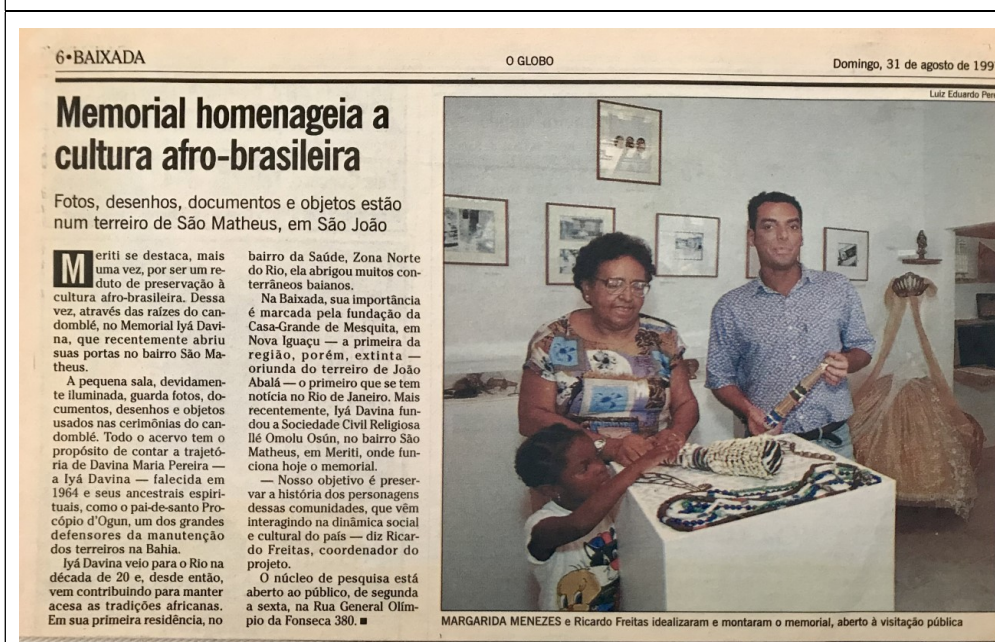 6•BAIXADA
O GLOBO
Domingo, 31 de agosto de 199
Luiz Eduardo
Memorial homenageia a
cultura afro-brasileira
Fotos, desenhos, documentos e objetos estão
num terreiro de São Matheus, em São João
Meriti se destaca, mais
uma vez, por ser um re-
duto de preservação à
cultura afro-brasileira. Dessa
vez, através das raízes do can-
domblé, no Memorial Iyá Davi-
na, que recentemente abriu
suas portas no bairro São Ma-
theus.
A pequena sala, devidamen-
te iluminada, guarda fotos, do-
cumentos, desenhos e objetos
usados nas cerimônias do can-
domblé. Todo o acervo tem o
propósito de contar a trajetó-
ria de Davina Maria Pereira —
a Iyá Davina — falecida em
1964 e seus ancestrais espiri-
tuais, como o pai-de-santo Pro-
cópio d'Ogun, um dos grandes
defensores da manutenção
dos terreiros na Bahia.
Iyá Davina veio para o Rio na
década de 20 e, desde então,
vem contribuindo para manter
acesa as tradições africanas.
Em sua primeira residência, no
bairro da Saúde, Zona Norte
do Rio, ela abrigou muitos con-
terrâneos baianos.
Na Baixada, sua importância
é marcada pela fundação da
Casa-Grande de Mesquita, em
Nova Iguaçu — a primeira da
região, porém, extinta —
oriunda do terreiro de João
Abalá — o primeiro que se tem
notícia no Rio de Janeiro. Mais
recentemente, Iyá Davina fun-
dou a Sociedade Civil Religiosa
Ilé Omolu Osún, no bairro São
Matheus, em Meriti, onde fun-
ciona hoje o memorial.
— Nosso objetivo é preser-
var a história dos personagens
dessas comunidades, que vêm
interagindo na dinâmica social
e cultural do país — diz Ricar-
do Freitas, coordenador do
projeto.
O núcleo de pesquisa está
aberto ao público, de segunda
a sexta, na Rua General Olím-
pio da Fonseca 380. ■
MARGARIDA MENEZES e Ricardo Freitas idealizaram e montaram o memorial, aberto à visitação pública